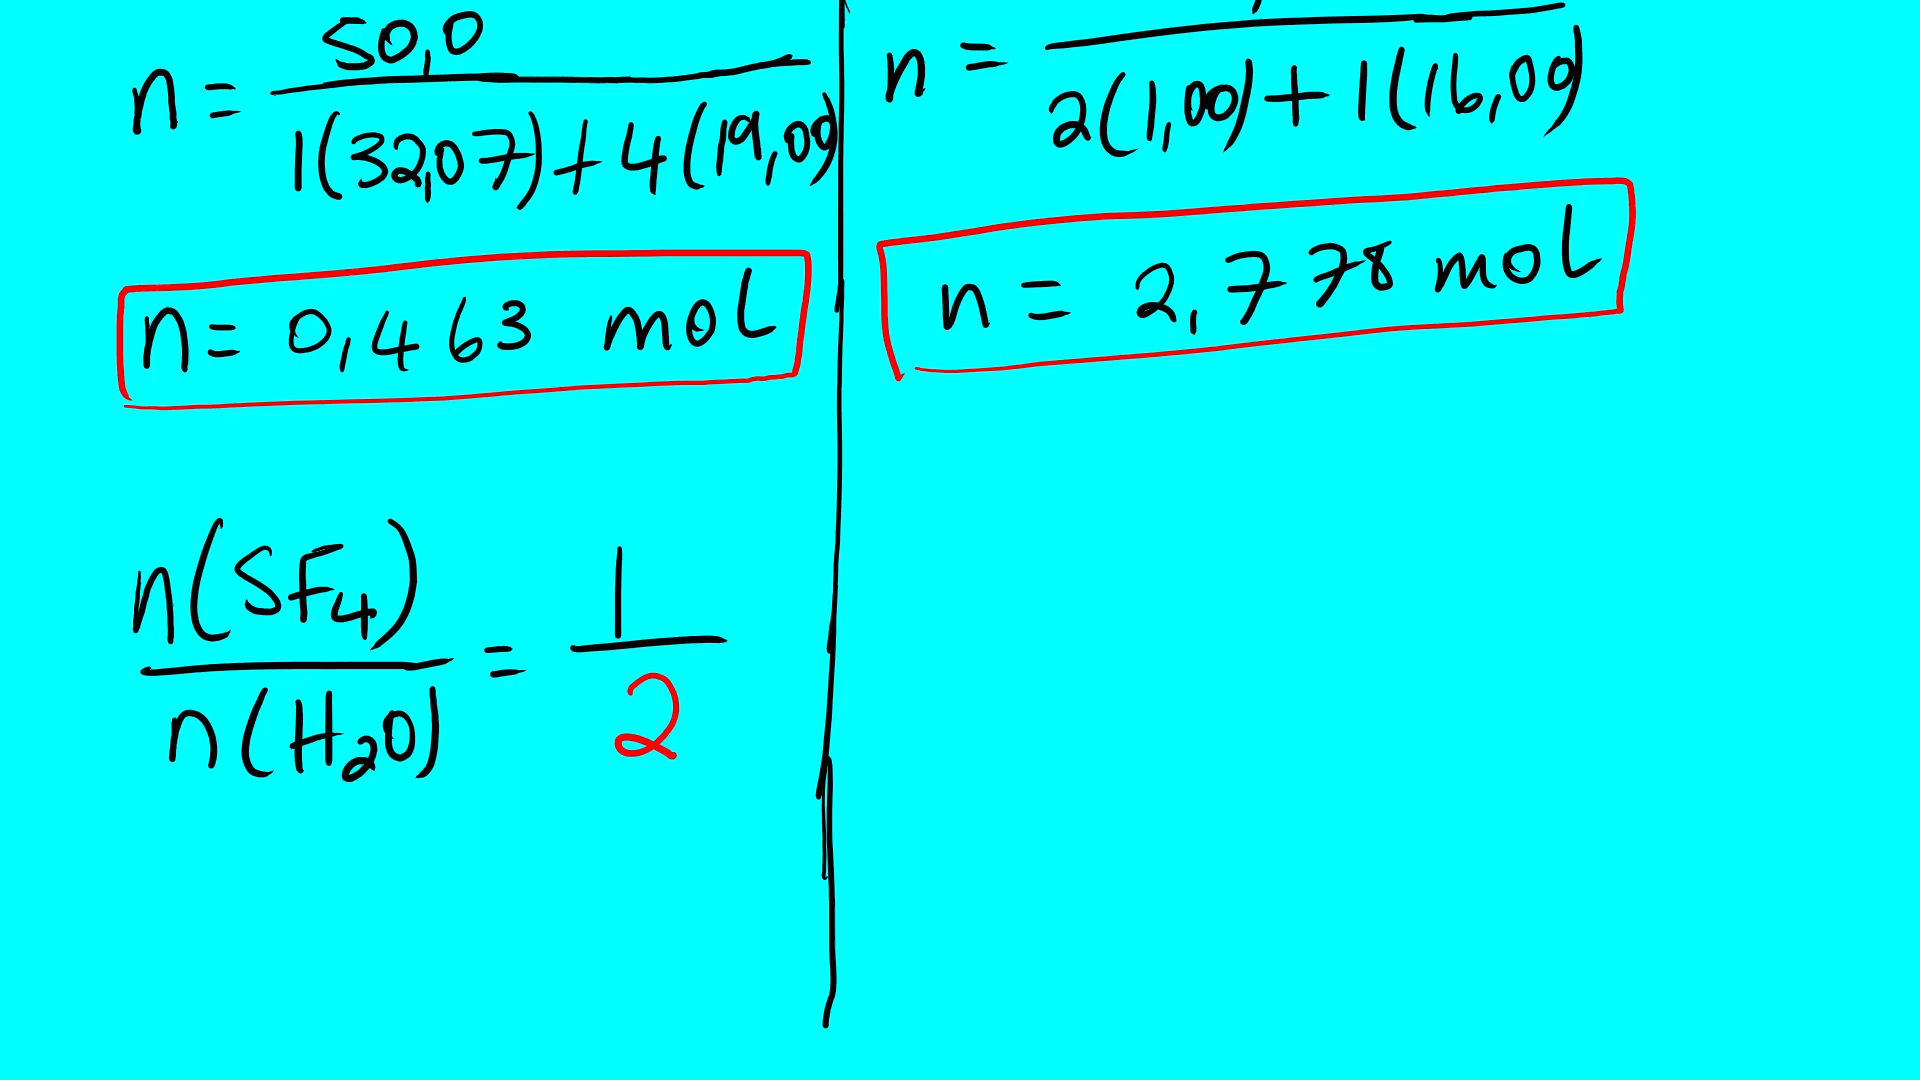 n = 50,0 / 1(32,07) + 4(19,00)
n = 0,463 mol
n(SF₄) / n(H₂O) = 1 / 2
n = / 2(1,00) + 1(16,00)
n = 2,778 mol